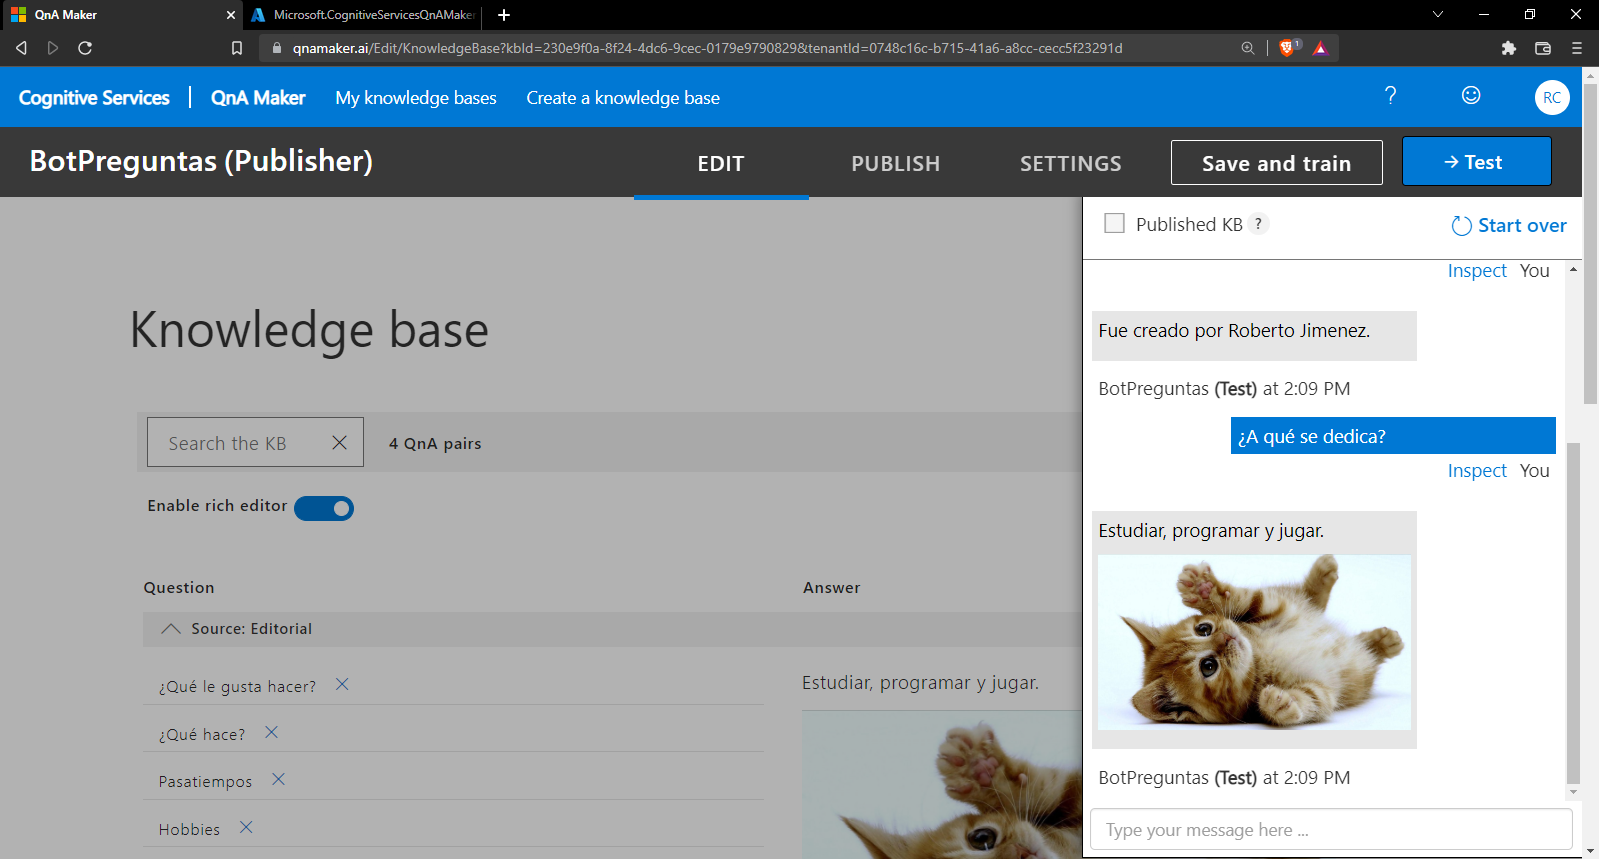 QnA Maker
Microsoft.CognitiveServicesQnAMake
qnamaker.ai/Edit/KnowledgeBase?kbId=230e9f0a-8f24-4dc6-9cec-0179e9790829&tenantId=0748c16c-b715-41a6-a8cc-cecc5f23291d
1
Cognitive Services
QnA Maker
My knowledge bases
Create a knowledge base
?
RC
BotPreguntas (Publisher)
EDIT
PUBLISH
SETTINGS
Save and train
→ Test
Published KB ?
Start over
Inspect You
Fue creado por Roberto Jimenez.
BotPreguntas (Test) at 2:09 PM
¿A qué se dedica?
Inspect You
Estudiar, programar y jugar.
BotPreguntas (Test) at 2:09 PM
Type your message here ...
Knowledge base
Search the KB
4 QnA pairs
Enable rich editor
Question
Answer
Source: Editorial
¿Qué le gusta hacer?
Estudiar, programar y jugar.
¿Qué hace?
Pasatiempos
Hobbies